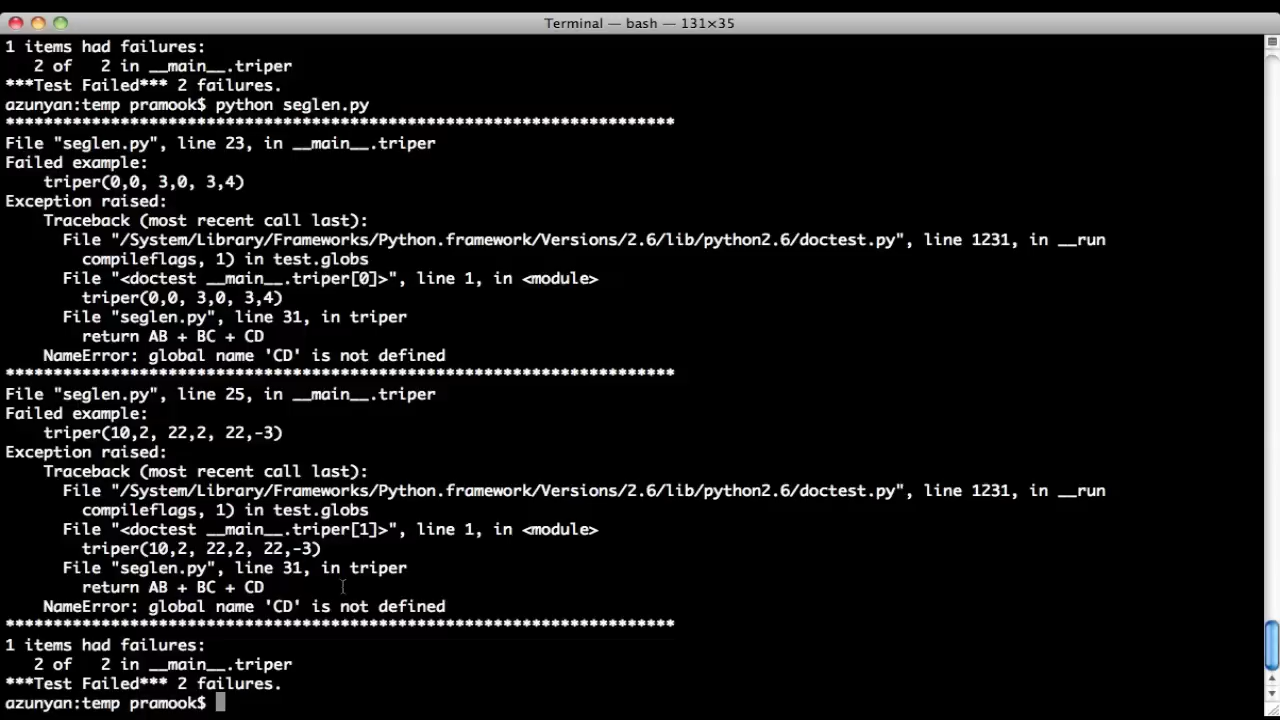 Terminal — bash — 131×35
1 items had failures:
   2 of   2 in __main__.triper
***Test Failed*** 2 failures.
azunyan:temp pramook$ python seglen.py
**********************************************************************
File "seglen.py", line 23, in __main__.triper
Failed example:
    triper(0,0, 3,0, 3,4)
Exception raised:
    Traceback (most recent call last):
      File "/System/Library/Frameworks/Python.framework/Versions/2.6/lib/python2.6/doctest.py", line 1231, in __run
        compileflags, 1) in test.globs
      File "<doctest __main__.triper[0]>", line 1, in <module>
        triper(0,0, 3,0, 3,4)
      File "seglen.py", line 31, in triper
        return AB + BC + CD
    NameError: global name 'CD' is not defined
**********************************************************************
File "seglen.py", line 25, in __main__.triper
Failed example:
    triper(10,2, 22,2, 22,-3)
Exception raised:
    Traceback (most recent call last):
      File "/System/Library/Frameworks/Python.framework/Versions/2.6/lib/python2.6/doctest.py", line 1231, in __run
        compileflags, 1) in test.globs
      File "<doctest __main__.triper[1]>", line 1, in <module>
        triper(10,2, 22,2, 22,-3)
      File "seglen.py", line 31, in triper
        return AB + BC + CD
    NameError: global name 'CD' is not defined
**********************************************************************
1 items had failures:
   2 of   2 in __main__.triper
***Test Failed*** 2 failures.
azunyan:temp pramook$